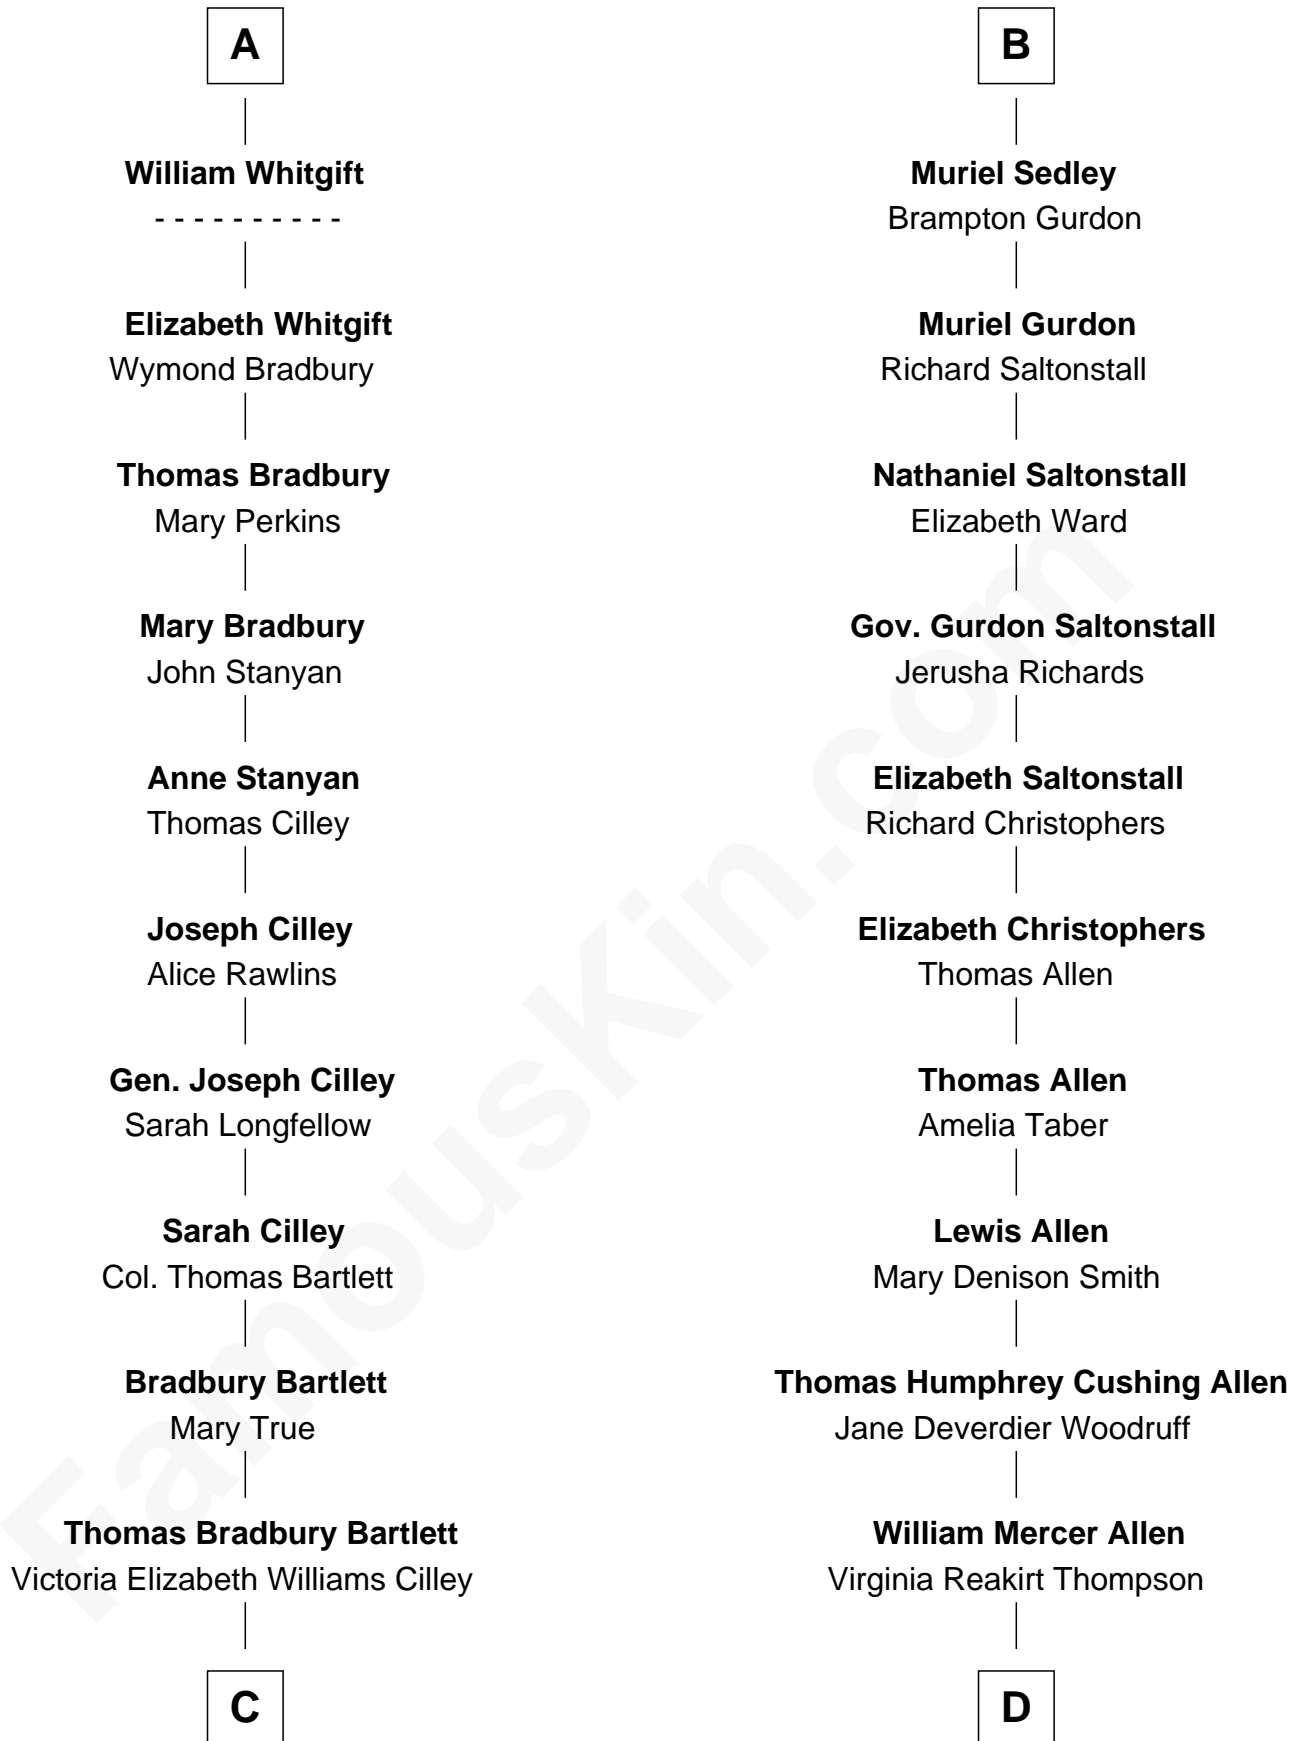 A
William Whitgift
- - - - - - - - - -
Elizabeth Whitgift
Wymond Bradbury
Thomas Bradbury
Mary Perkins
Mary Bradbury
John Stanyan
Anne Stanyan
Thomas Cilley
Joseph Cilley
Alice Rawlins
Gen. Joseph Cilley
Sarah Longfellow
Sarah Cilley
Col. Thomas Bartlett
Bradbury Bartlett
Mary True
Thomas Bradbury Bartlett
Victoria Elizabeth Williams Cilley
C
B
Muriel Sedley
Brampton Gurdon
Muriel Gurdon
Richard Saltonstall
Nathaniel Saltonstall
Elizabeth Ward
Gov. Gurdon Saltonstall
Jerusha Richards
Elizabeth Saltonstall
Richard Christophers
Elizabeth Christophers
Thomas Allen
Thomas Allen
Amelia Taber
Lewis Allen
Mary Denison Smith
Thomas Humphrey Cushing Allen
Jane Deverdier Woodruff
William Mercer Allen
Virginia Reakirt Thompson
D
FamousKin.com